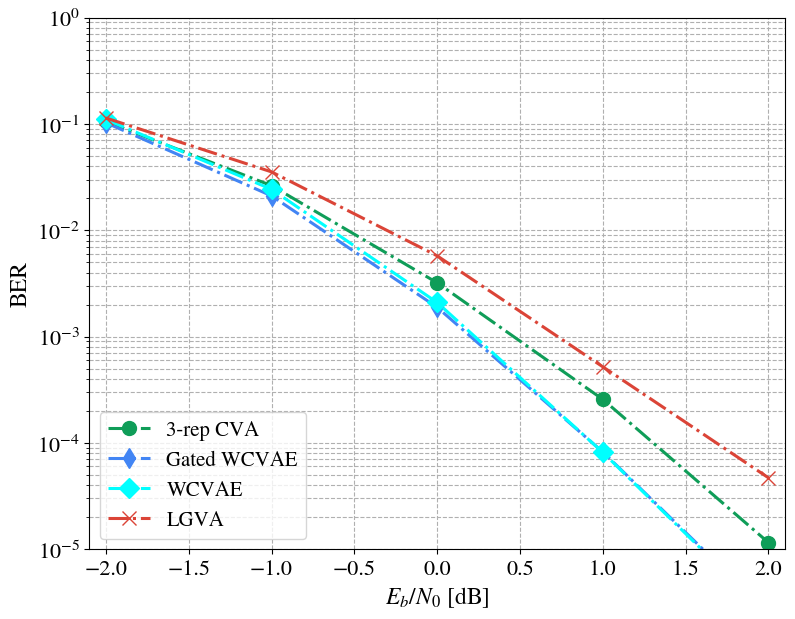 10⁰
10⁻¹
10⁻²
10⁻³
10⁻⁴
10⁻⁵
BER
3-rep CVA
Gated WCVAE
WCVAE
LGVA
−2.0 −1.5 −1.0 −0.5 0.0 0.5 1.0 1.5 2.0
E_b/N_0 [dB]